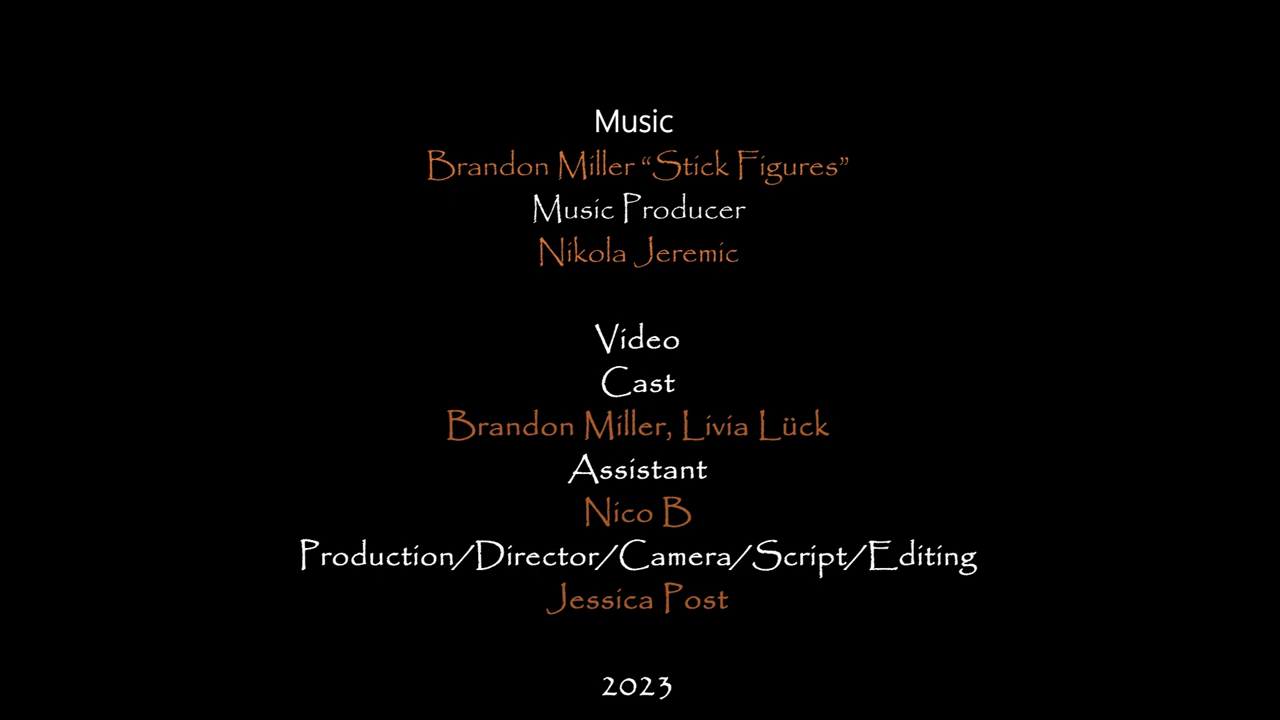 Music
Brandon Miller “Stick Figures”
Music Producer
Nikola Jeremic
Video
Cast
Brandon Miller, Livia Lück
Assistant
Nico B
Production/Director/Camera/Script/Editing
Jessica Post
2023